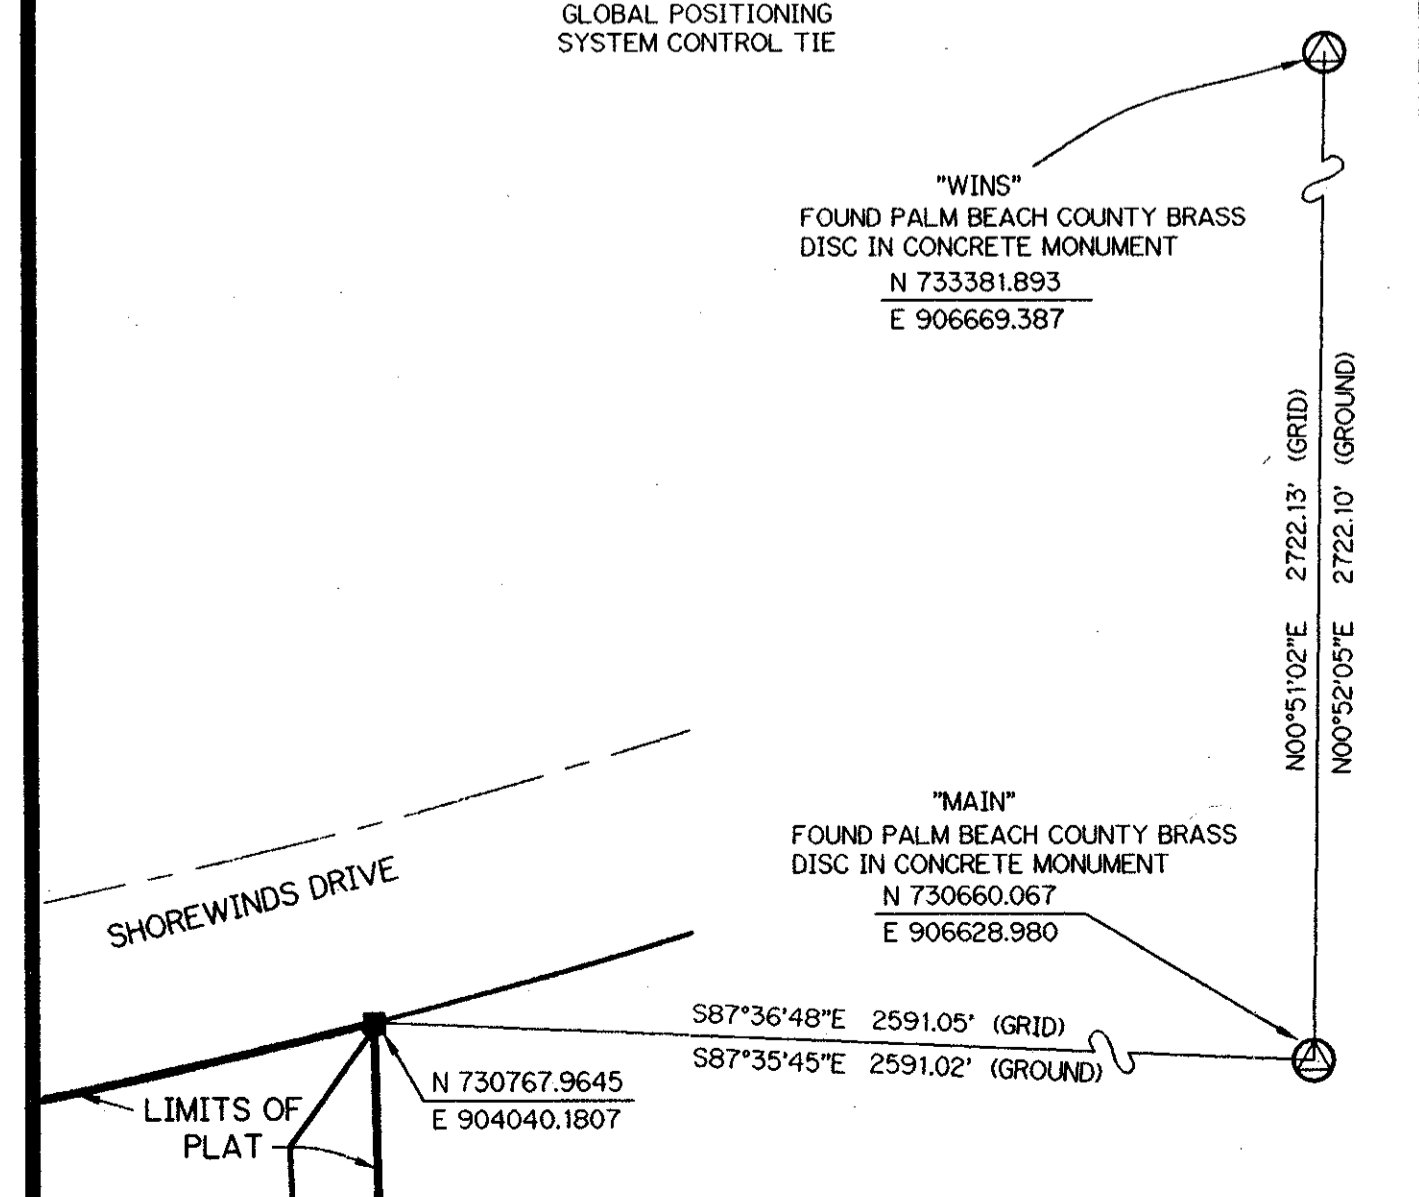 GLOBAL POSITIONING
SYSTEM CONTROL TIE
"WINS"
FOUND PALM BEACH COUNTY BRASS
DISC IN CONCRETE MONUMENT
N 733381.893
E 906669.387
N00°51'02"E 2722.13' (GRID)
N00°52'05"E 2722.10' (GROUND)
"MAIN"
FOUND PALM BEACH COUNTY BRASS
DISC IN CONCRETE MONUMENT
N 730660.067
E 906628.980
SHOREWINDS DRIVE
S87°36'48"E 2591.05' (GRID)
S87°35'45"E 2591.02' (GROUND)
N 730767.9645
E 904040.1807
LIMITS OF
PLAT